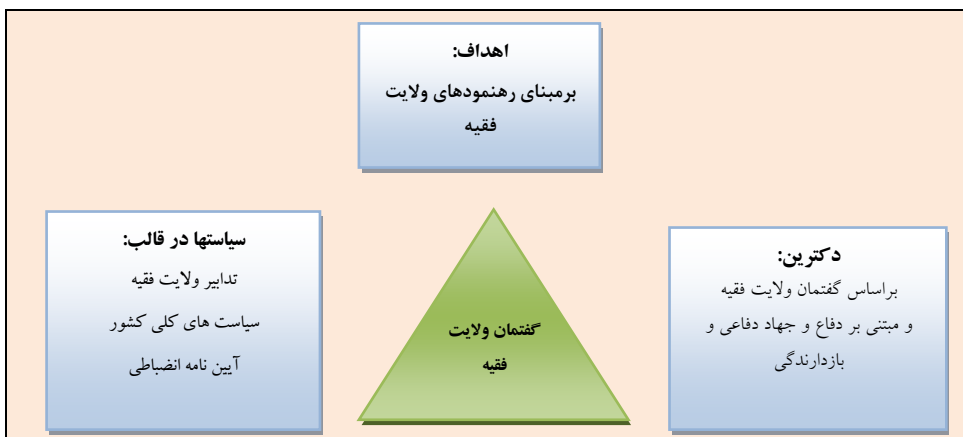 اهداف:
برمبنای رهنمودهای ولایت
فقیه
دکترین:
براساس گفتمان ولایت فقیه
و مبتنی بر دفاع و جهاد دفاعی و
بازدارندگی
گفتمان ولایت
فقیه
سیاستها در قالب:
تدابیر ولایت فقیه
سیاست های کلی کشور
آیین نامه انضباطی